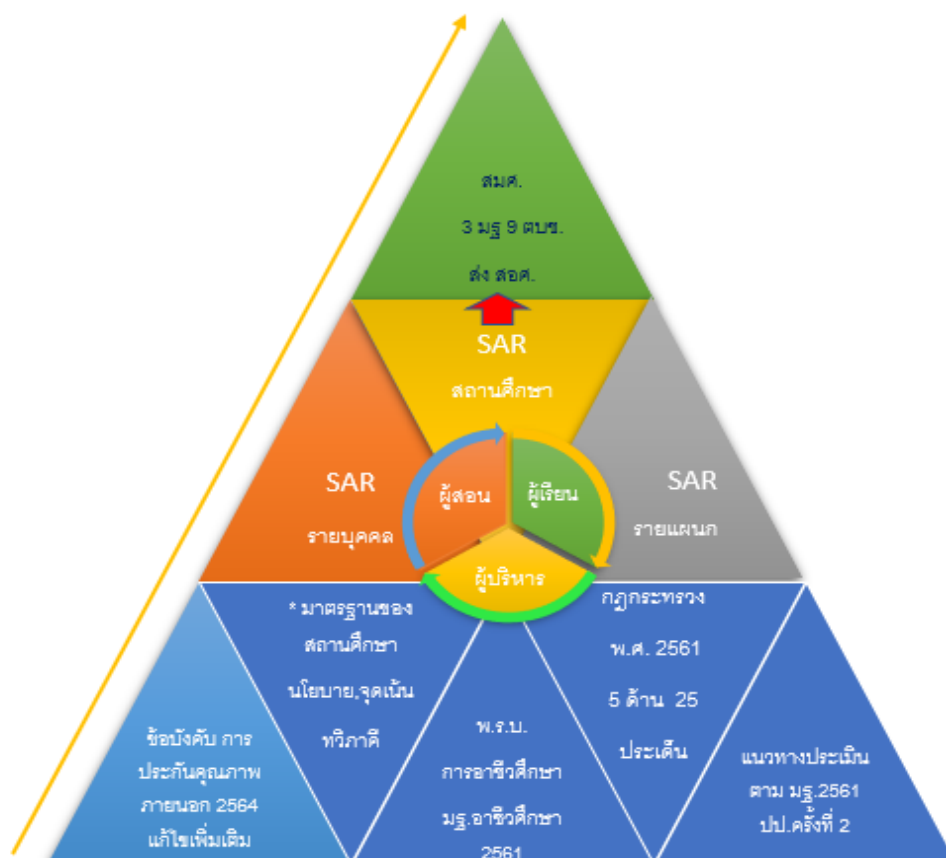 สมศ.
3 มฐ 9 ตบช.
ส่ง สอศ.
SAR
สถานศึกษา
SAR
รายบุคคล
ผู้สอน
ผู้เรียน
ผู้บริหาร
SAR
รายแผนก
* มาตรฐานของ
สถานศึกษา
นโยบาย,จุดเน้น
ทวิภาคี
กฎกระทรวง
พ.ศ. 2561
5 ด้าน 25
ประเด็น
ข้อบังคับ การ
ประกันคุณภาพ
ภายนอก 2564
แก้ไขเพิ่มเติม
พ.ร.บ.
การอาชีวศึกษา
มฐ.อาชีวศึกษา
2561
แนวทางประเมิน
ตาม มฐ.2561
ปป.ครั้งที่ 2